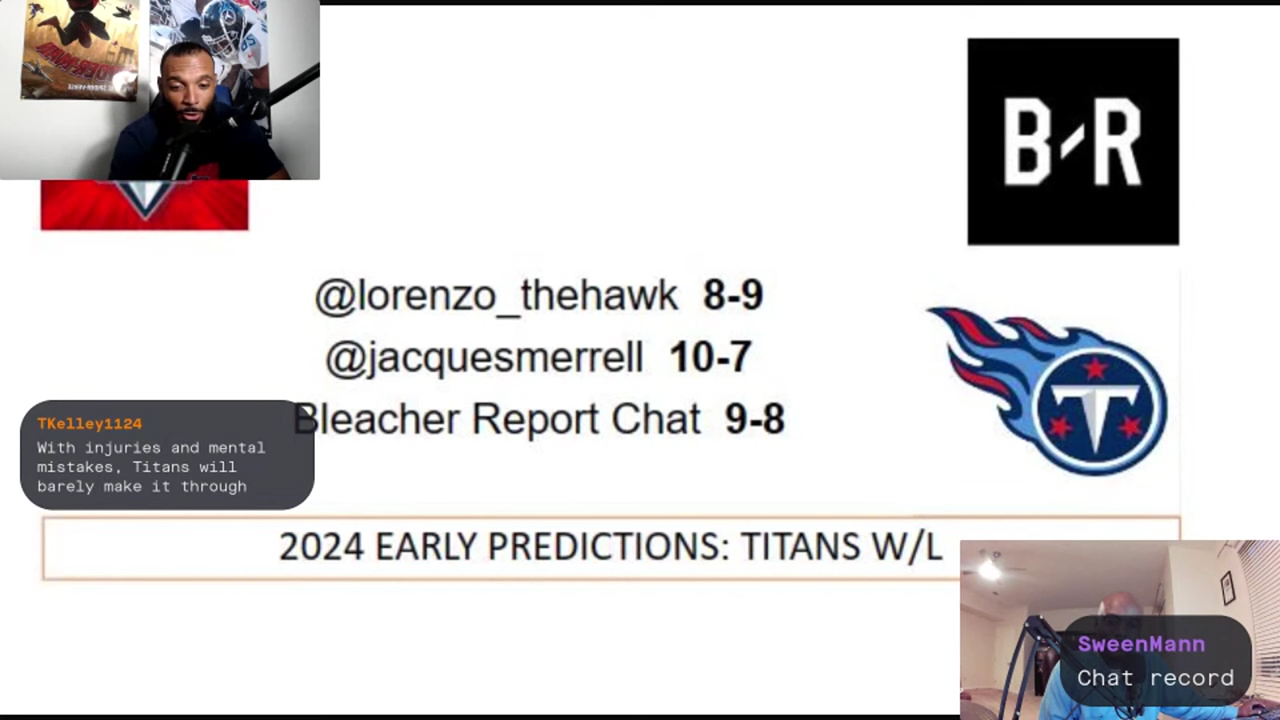 B/R
@lorenzo_thehawk 8-9
@jacquesmerrell 10-7
Bleacher Report Chat 9-8
TKelley1124
With injuries and mental
mistakes, Titans will
barely make it through
T
2024 EARLY PREDICTIONS: TITANS W/L
SweenMann
Chat record